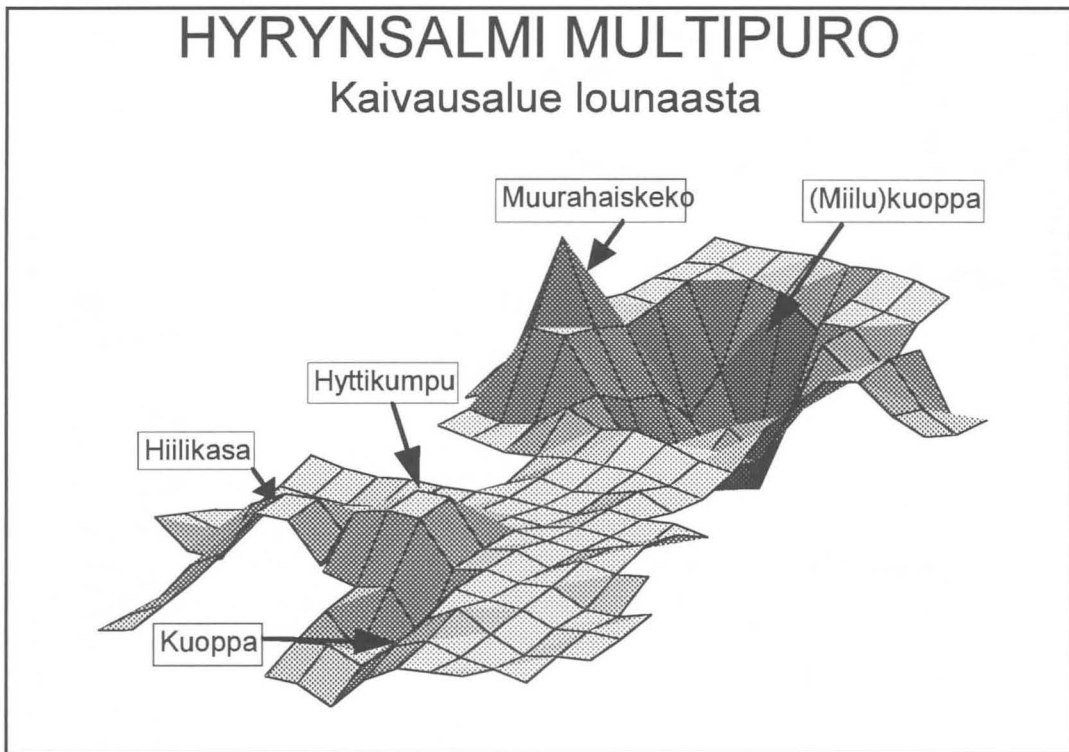 HYRYNSALMI MULTIPURO
Kaivausalue lounaasta
Muurahaiskeko
(Miilu)kuoppa
Hyttikumpu
Hiilikasa
Kuoppa